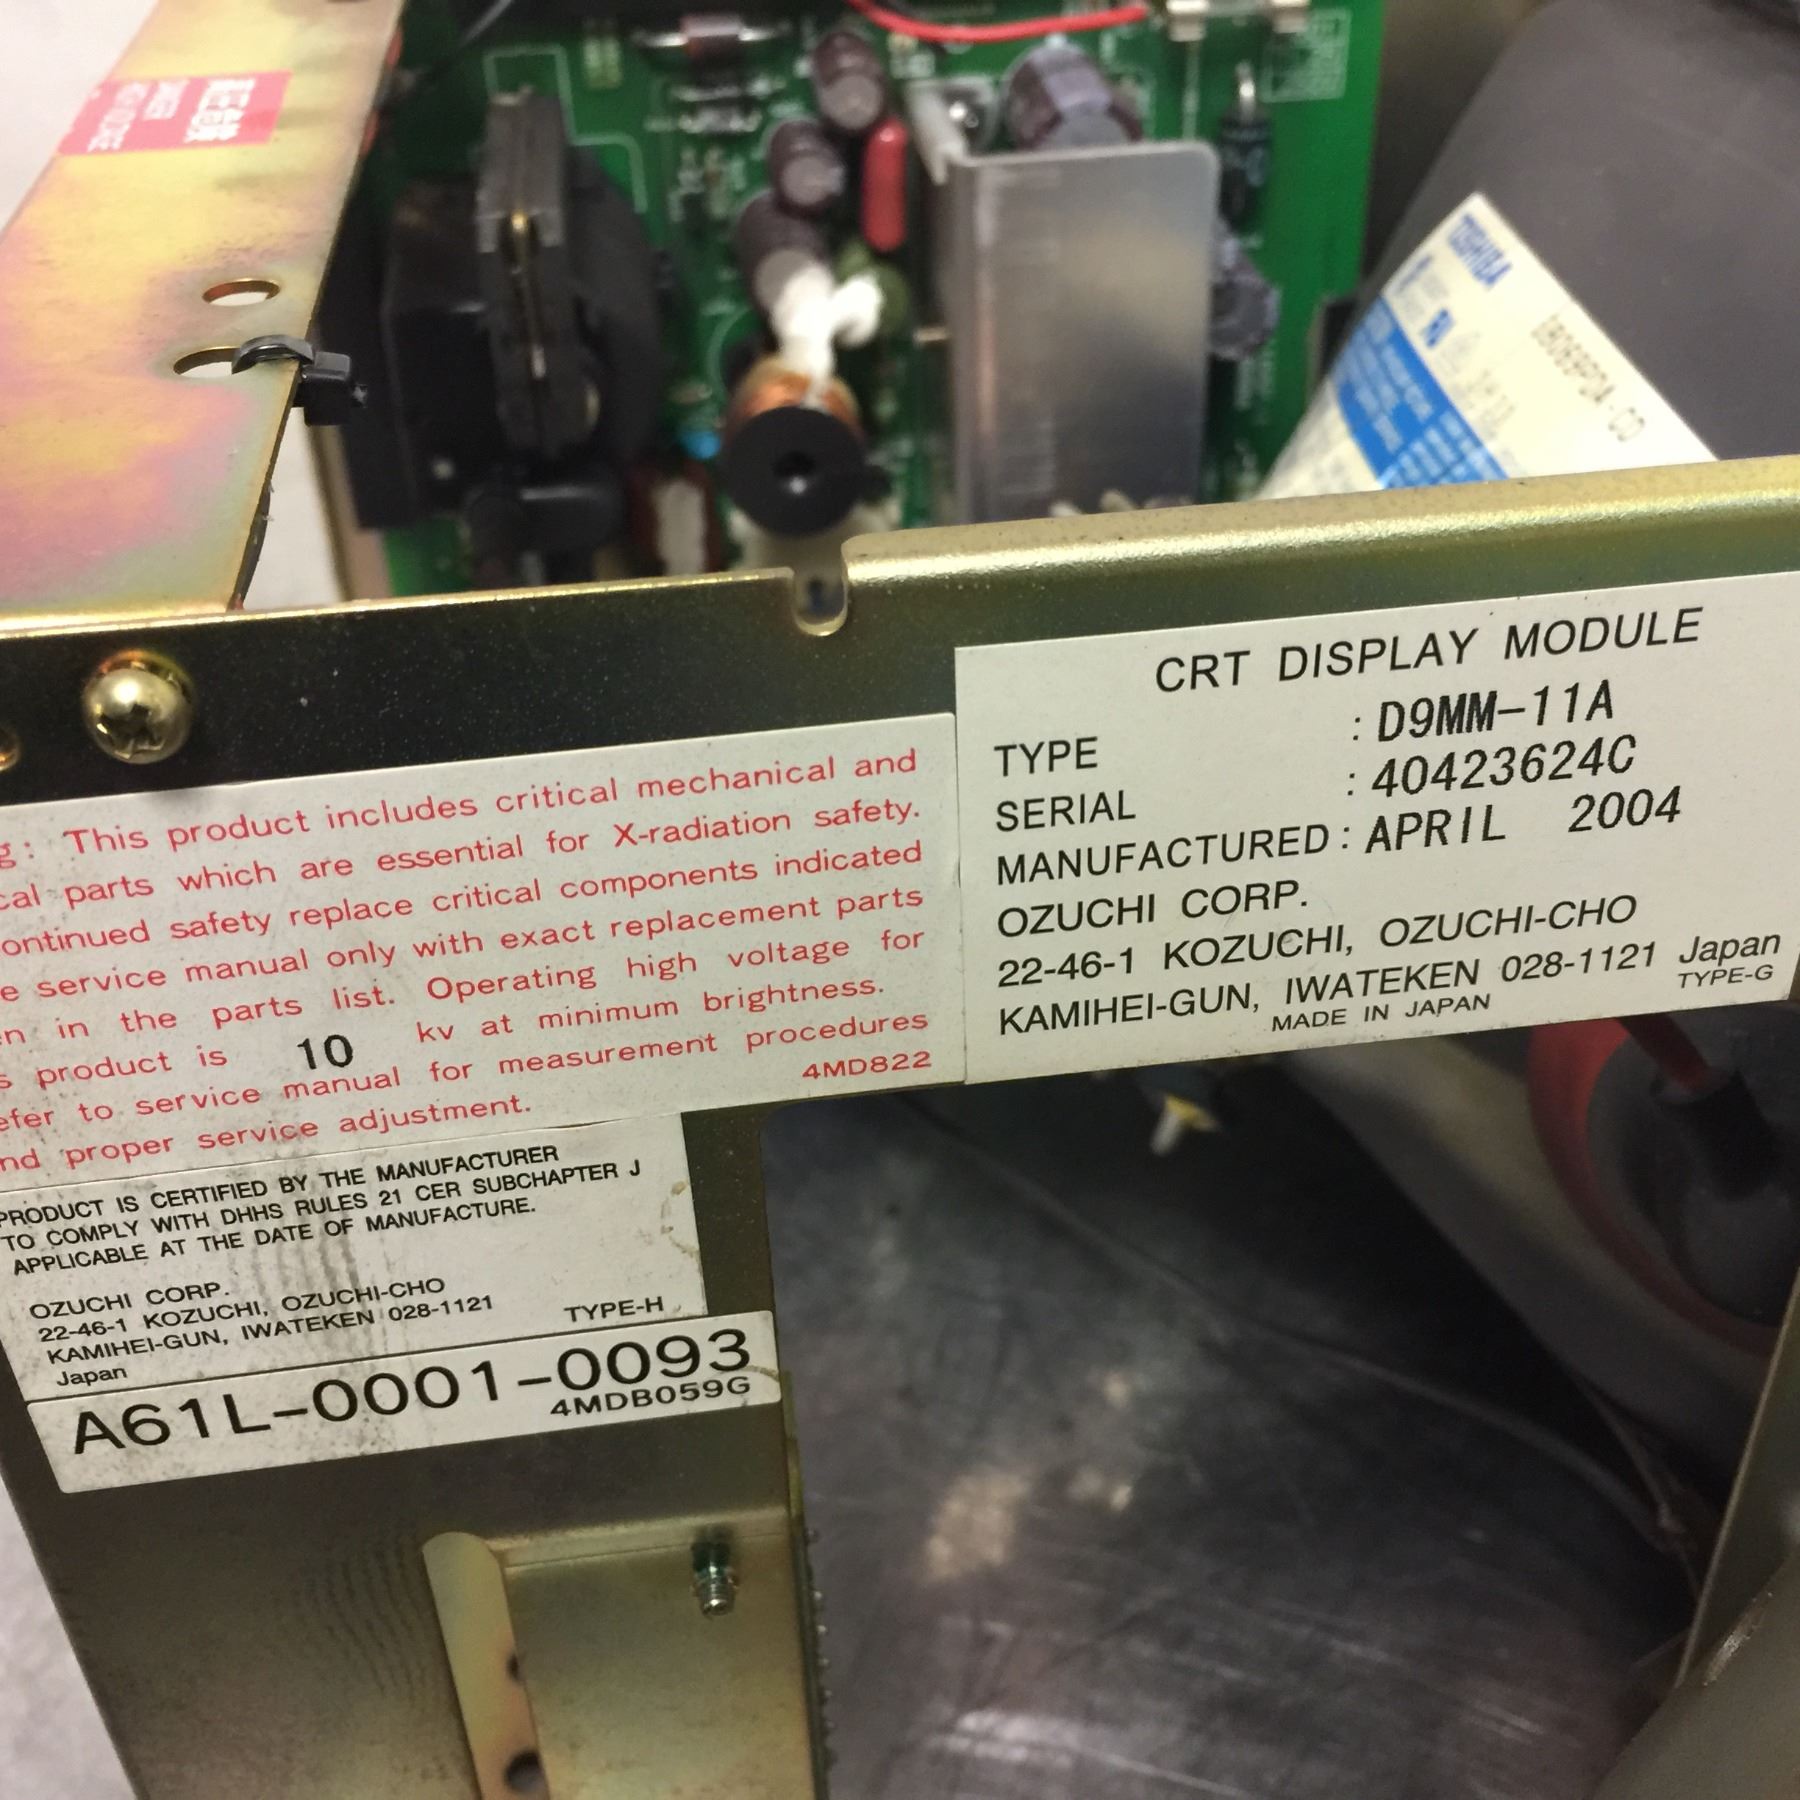 TOSHIBA
CRT DISPLAY MODULE
TYPE : D9MM-11A
SERIAL : 40423624C
MANUFACTURED : APRIL 2004
OZUCHI CORP.
22-46-1 KOZUCHI, OZUCHI-CHO
KAMIHEI-GUN, IWATEKEN 028-1121 Japan
MADE IN JAPAN TYPE-G
g: This product includes critical mechanical and
cal parts which are essential for X-radiation safety.
ontinued safety replace critical components indicated
e service manual only with exact replacement parts
en in the parts list. Operating high voltage for
s product is 10 kv at minimum brightness.
efer to service manual for measurement procedures
nd proper service adjustment. 4MD822
PRODUCT IS CERTIFIED BY THE MANUFACTURER
TO COMPLY WITH DHHS RULES 21 CER SUBCHAPTER J
APPLICABLE AT THE DATE OF MANUFACTURE.
OZUCHI CORP.
22-46-1 KOZUCHI, OZUCHI-CHO
KAMIHEI-GUN, IWATEKEN 028-1121 TYPE-H
Japan
A61L-0001-0093
4MDB059G